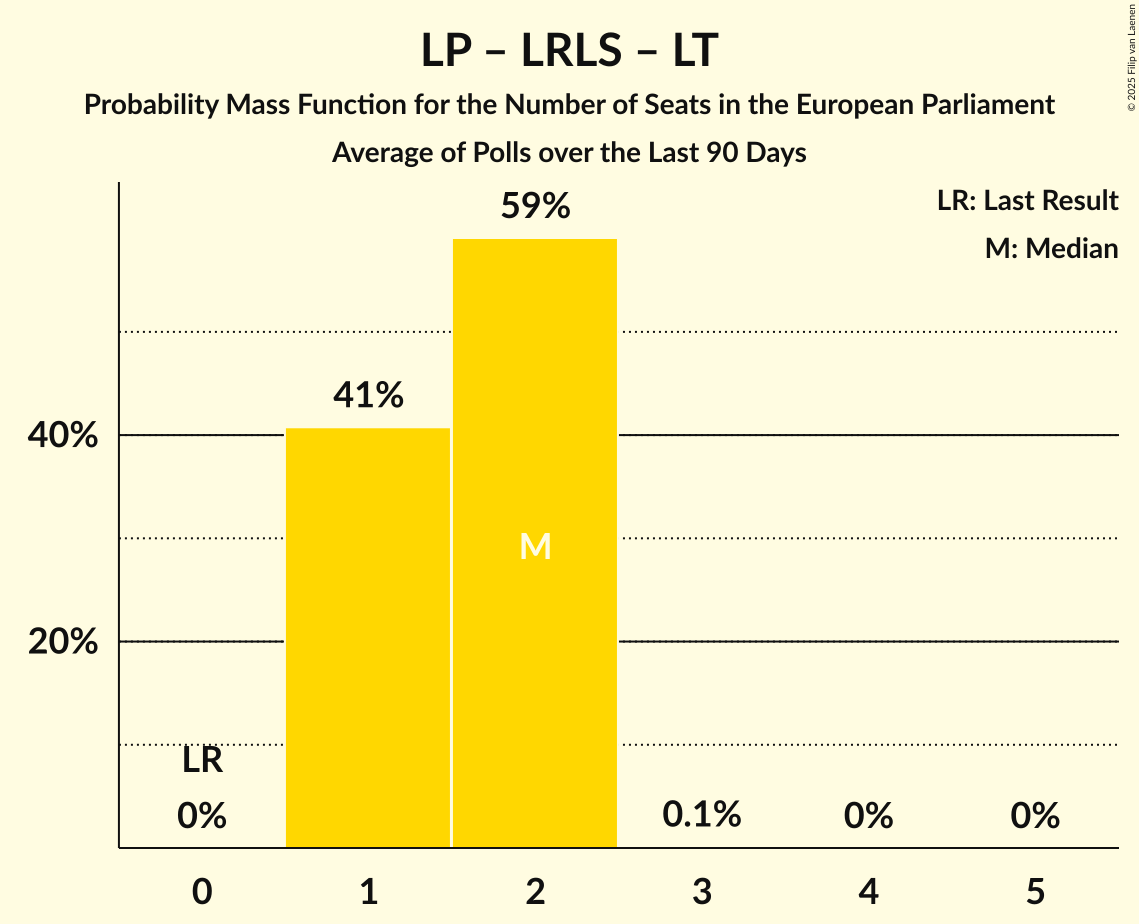 LP – LRLS – LT
Probability Mass Function for the Number of Seats in the European Parliament
Average of Polls over the Last 90 Days
© 2025 Filip van Laenen
LR: Last Result
M: Median
59%
41%
40%
M
20%
LR
0%
0.1%
0%
0%
0 1 2 3 4 5